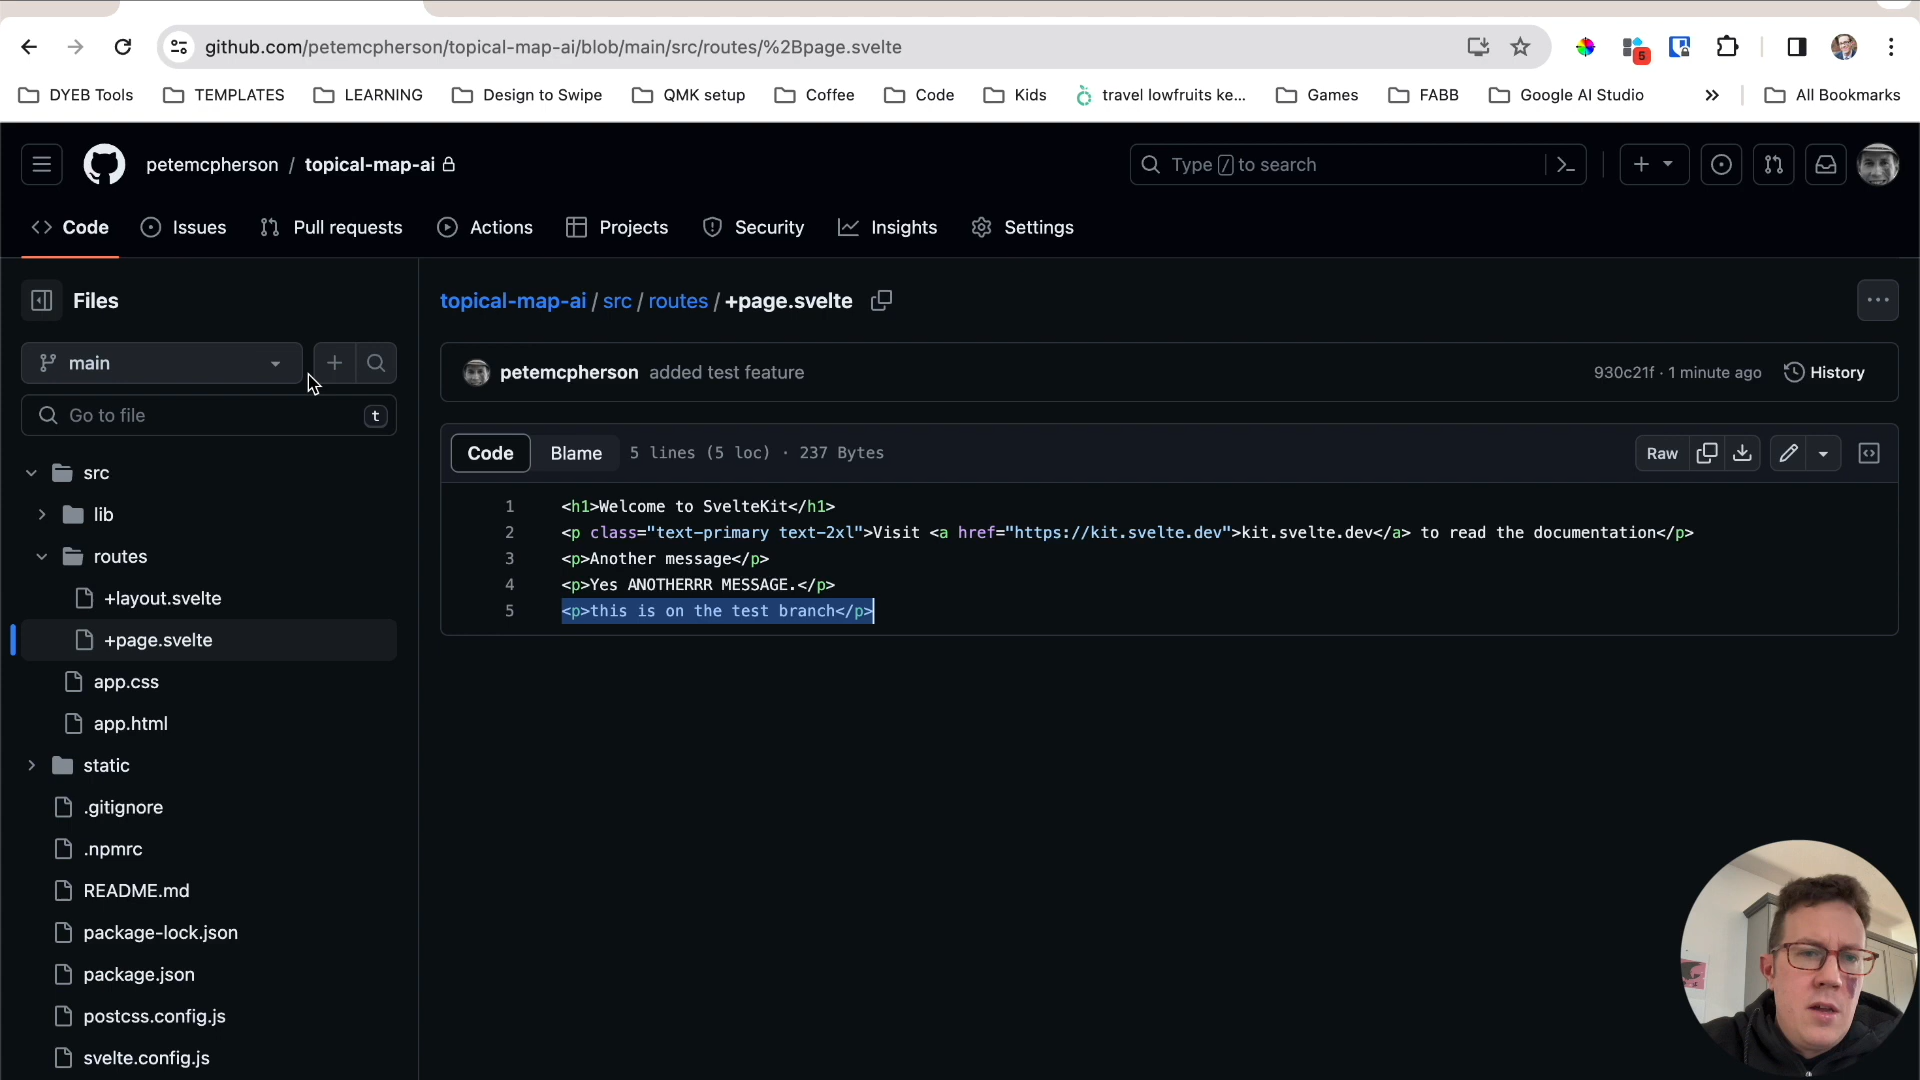 github.com/petemcpherson/topical-map-ai/blob/main/src/routes/%2Bpage.svelte
6
DYEB Tools TEMPLATES LEARNING Design to Swipe QMK setup Coffee Code Kids travel lowfruits ke... Games FABB Google AI Studio » All Bookmarks
petemcpherson / topical-map-ai Type / to search
Code Issues Pull requests Actions Projects Security Insights Settings
Files
topical-map-ai / src / routes / +page.svelte
main
petemcpherson added test feature 930c21f · 1 minute ago History
Go to file t
Code Blame 5 lines (5 loc) · 237 Bytes Raw
src
lib
routes
+layout.svelte
+page.svelte
app.css
app.html
static
.gitignore
.npmrc
README.md
package-lock.json
package.json
postcss.config.js
svelte.config.js
1 <h1>Welcome to SvelteKit</h1>
2 <p class="text-primary text-2xl">Visit <a href="https://kit.svelte.dev">kit.svelte.dev</a> to read the documentation</p>
3 <p>Another message</p>
4 <p>Yes ANOTHERRR MESSAGE.</p>
5 <p>this is on the test branch</p>